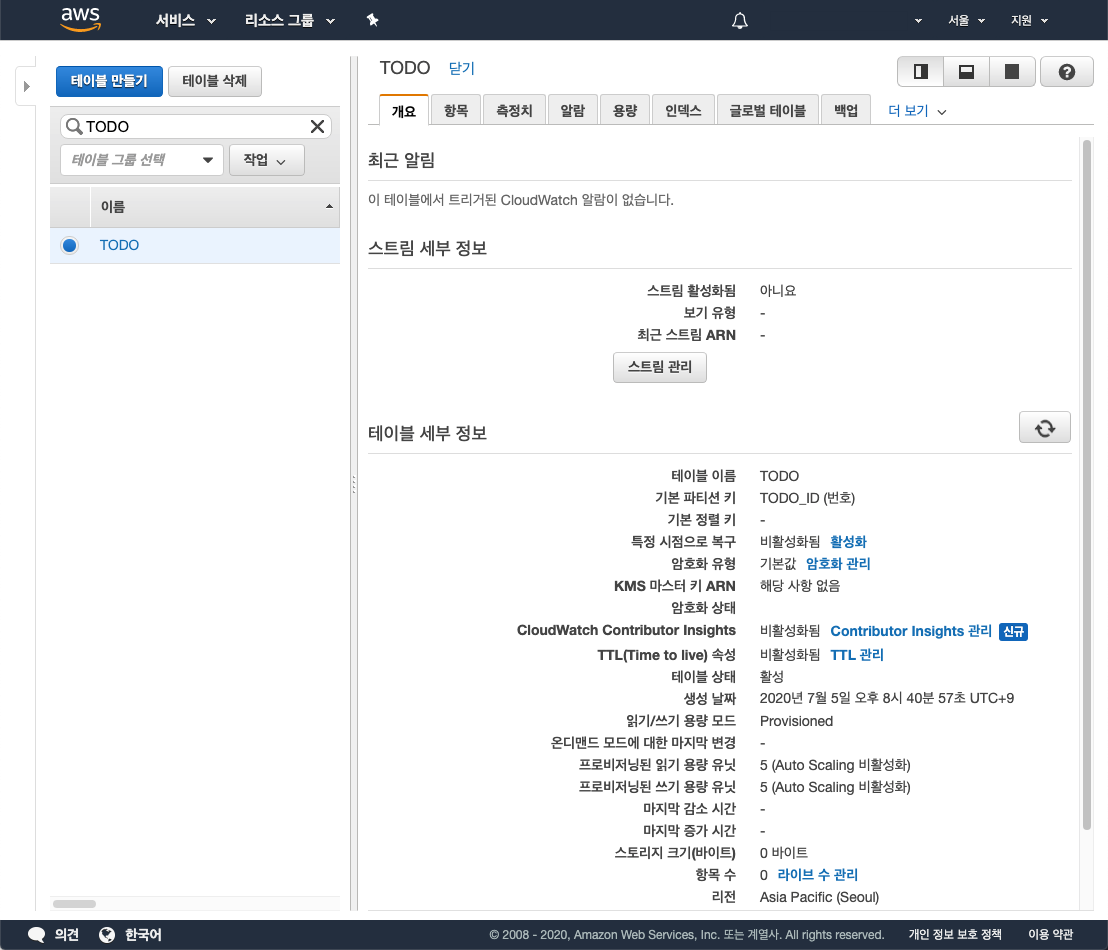 aws 서비스 리소스 그룹 서울 지원
테이블 만들기 테이블 삭제
TODO
테이블 그룹 선택 작업
이름
TODO
TODO 닫기
개요 항목 측정치 알람 용량 인덱스 글로벌 테이블 백업 더 보기
최근 알림
이 테이블에서 트리거된 CloudWatch 알람이 없습니다.
스트림 세부 정보
스트림 활성화됨 아니요
보기 유형 -
최근 스트림 ARN -
스트림 관리
테이블 세부 정보
테이블 이름 TODO
기본 파티션 키 TODO_ID (번호)
기본 정렬 키 -
특정 시점으로 복구 비활성화됨 활성화
암호화 유형 기본값 암호화 관리
KMS 마스터 키 ARN 해당 사항 없음
암호화 상태
CloudWatch Contributor Insights 비활성화됨 Contributor Insights 관리 신규
TTL(Time to live) 속성 비활성화됨 TTL 관리
테이블 상태 활성
생성 날짜 2020년 7월 5일 오후 8시 40분 57초 UTC+9
읽기/쓰기 용량 모드 Provisioned
온디맨드 모드에 대한 마지막 변경 -
프로비저닝된 읽기 용량 유닛 5 (Auto Scaling 비활성화)
프로비저닝된 쓰기 용량 유닛 5 (Auto Scaling 비활성화)
마지막 감소 시간 -
마지막 증가 시간 -
스토리지 크기(바이트) 0 바이트
항목 수 0 라이브 수 관리
리전 Asia Pacific (Seoul)
의견 한국어 © 2008 - 2020, Amazon Web Services, Inc. 또는 계열사. All rights reserved. 개인 정보 보호 정책 이용 약관